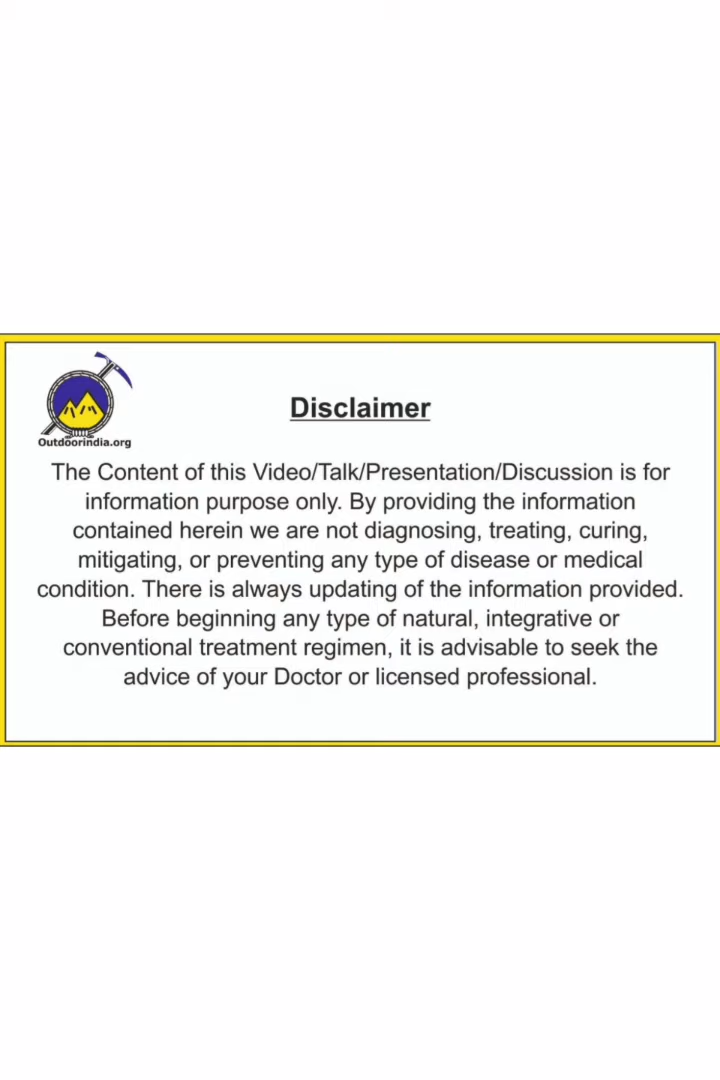 Outdoorindia.org
Disclaimer
The Content of this Video/Talk/Presentation/Discussion is for
information purpose only. By providing the information
contained herein we are not diagnosing, treating, curing,
mitigating, or preventing any type of disease or medical
condition. There is always updating of the information provided.
Before beginning any type of natural, integrative or
conventional treatment regimen, it is advisable to seek the
advice of your Doctor or licensed professional.